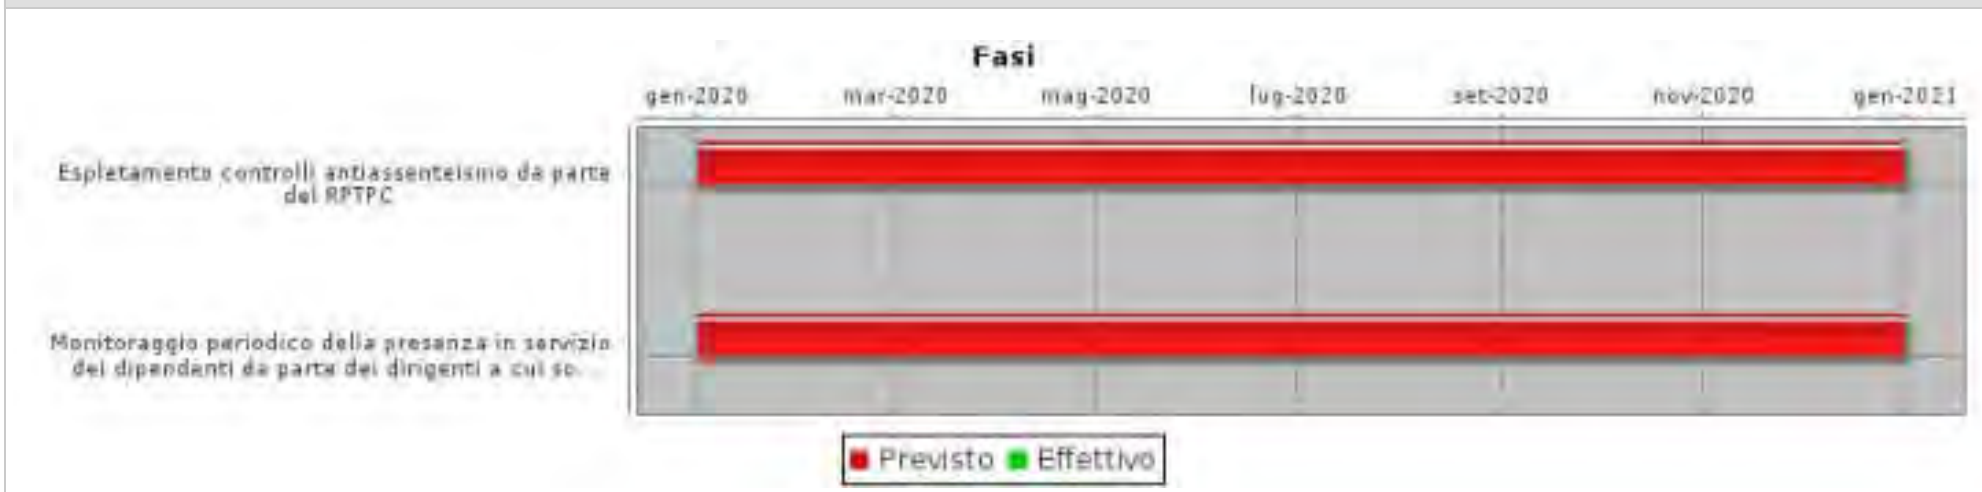 Fasi
gen-2020 mar-2020 mag-2020 lug-2020 set-2020 nov-2020 gen-2021
Espletamento controlli antiassenteismo da parte
del RPTPC
Monitoraggio periodico della presenza in servizio
dei dipendenti da parte dei dirigenti a cui so...
Previsto Effettivo